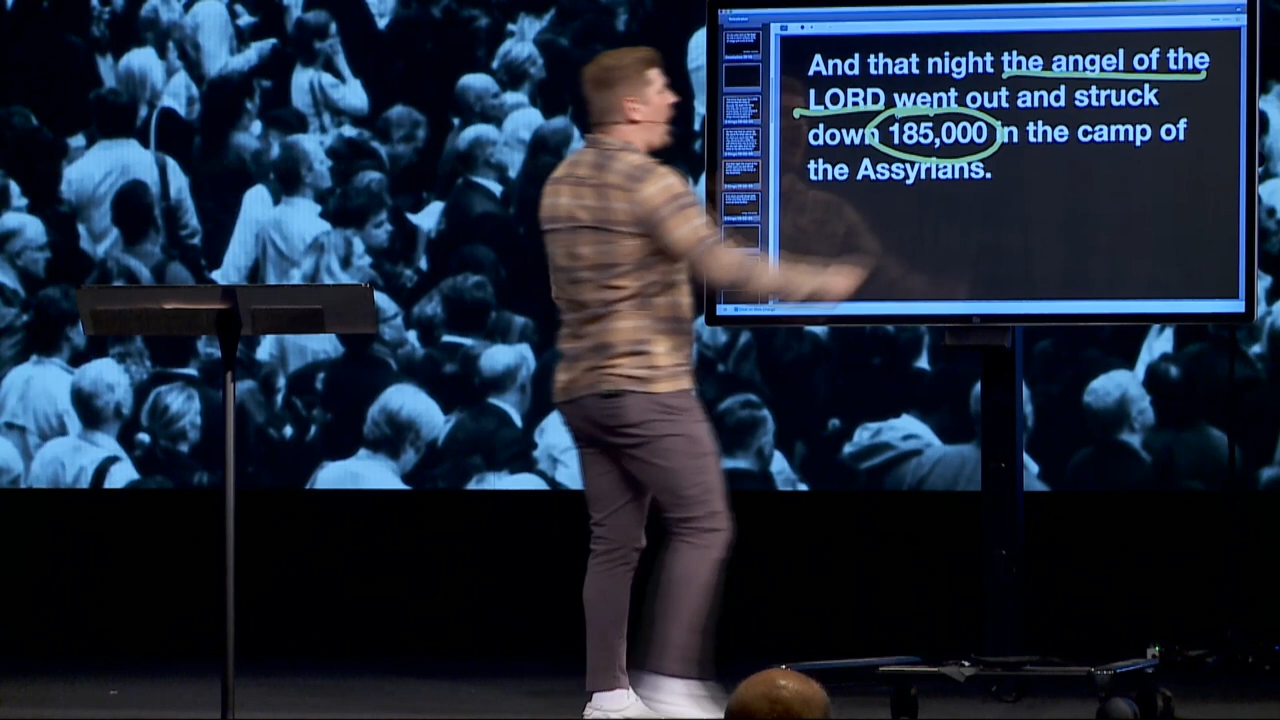 And that night the angel of the
LORD went out and struck
down 185,000 in the camp of
the Assyrians.